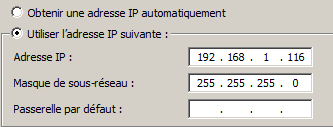 Obtenir une adresse IP automatiquement
Utiliser l'adresse IP suivante :
Adresse IP : 192 . 168 . 1 . 116
Masque de sous-réseau : 255 . 255 . 255 . 0
Passerelle par défaut : . . .